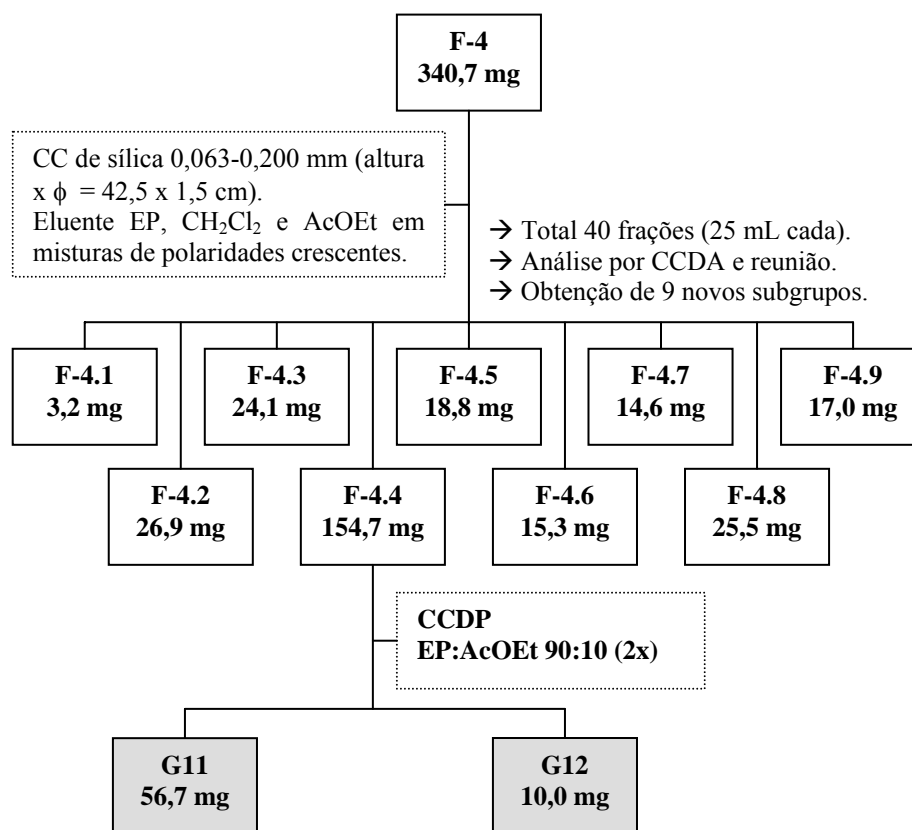 F-4
340,7 mg
CC de sílica 0,063-0,200 mm (altura
x ϕ = 42,5 x 1,5 cm).
Eluente EP, CH₂Cl₂ e AcOEt em
misturas de polaridades crescentes.
→ Total 40 frações (25 mL cada).
→ Análise por CCDA e reunião.
→ Obtenção de 9 novos subgrupos.
F-4.1
3,2 mg
F-4.3
24,1 mg
F-4.5
18,8 mg
F-4.7
14,6 mg
F-4.9
17,0 mg
F-4.2
26,9 mg
F-4.4
154,7 mg
F-4.6
15,3 mg
F-4.8
25,5 mg
CCDP
EP:AcOEt 90:10 (2x)
G11
56,7 mg
G12
10,0 mg